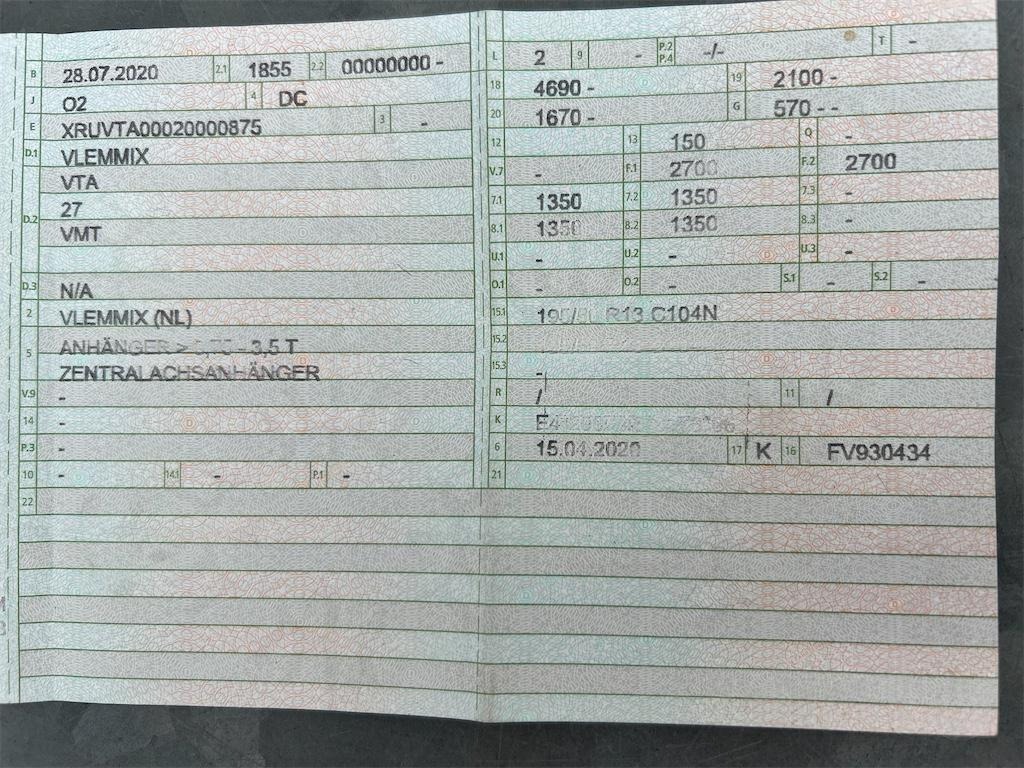 B 28.07.2020 2.1 1855 2.2 00000000 -
J O2 4 DC
E XRUVTA00020000875 3 -
D.1 VLEMMIX
D.2 VTA
27
VMT
D.3 N/A
2 VLEMMIX (NL)
5 ANHÄNGER > - 3,5 T
ZENTRALACHSANHÄNGER
V.9 -
14 -
P.3 -
10 - 14.1 - P.1 -
22
L 2 9 - P.2 P.4 -/- T -
18 4690 - 19 2100 -
20 1670 - G 570 - -
12 13 150 Q -
V.7 - F.1 2700 F.2 2700
7.1 1350 7.2 1350 7.3 -
8.1 1350 8.2 1350 8.3 -
U.1 - U.2 - U.3 -
O.1 - O.2 - S.1 - S.2 -
15.1 R13 C104N
15.2
15.3 -
R / 11 /
K
6 15.04.2020 17 K 16 FV930434
21